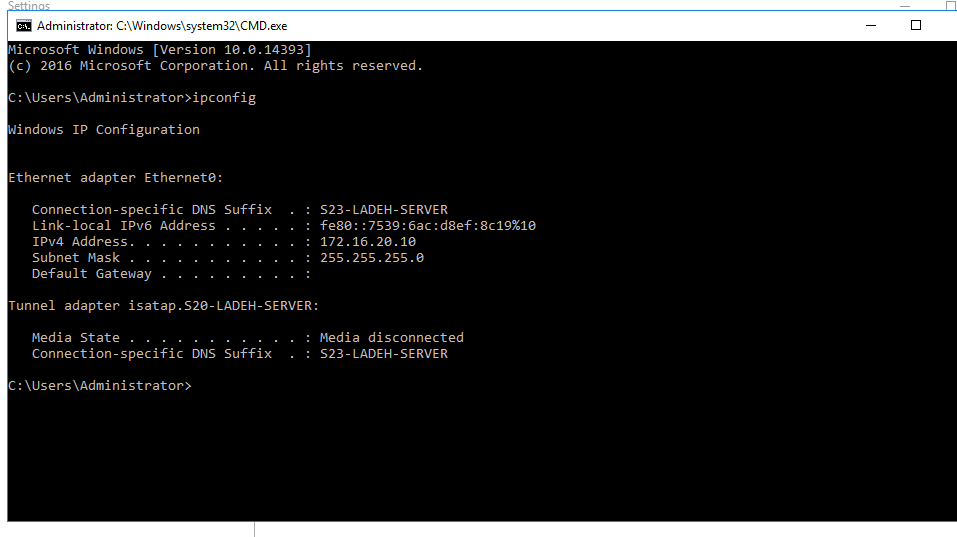 Settings
Administrator: C:\Windows\system32\CMD.exe
Microsoft Windows [Version 10.0.14393]
(c) 2016 Microsoft Corporation. All rights reserved.
C:\Users\Administrator>ipconfig
Windows IP Configuration
Ethernet adapter Ethernet0:
Connection-specific DNS Suffix  . : S23-LADEH-SERVER
Link-local IPv6 Address . . . . . : fe80::7539:6ac:d8ef:8c19%10
IPv4 Address. . . . . . . . . . . : 172.16.20.10
Subnet Mask . . . . . . . . . . . : 255.255.255.0
Default Gateway . . . . . . . . . :
Tunnel adapter isatap.S20-LADEH-SERVER:
Media State . . . . . . . . . . . : Media disconnected
Connection-specific DNS Suffix  . : S23-LADEH-SERVER
C:\Users\Administrator>